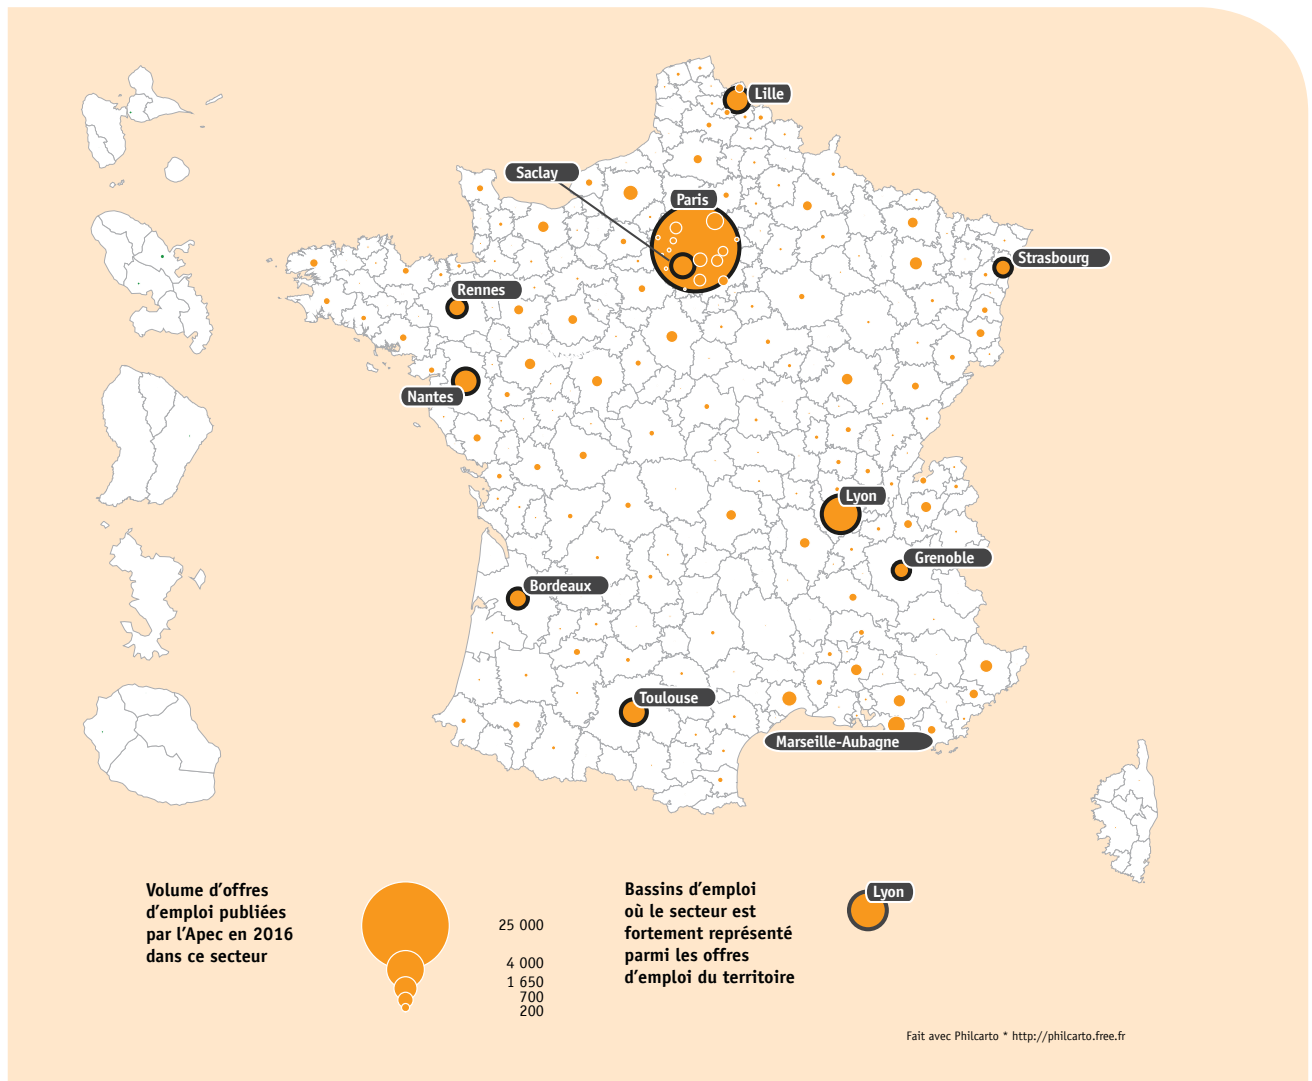 Lille
Saclay
Paris
Strasbourg
Rennes
Nantes
Lyon
Grenoble
Bordeaux
Toulouse
Marseille-Aubagne
Volume d’offres
d’emploi publiées
par l’Apec en 2016
dans ce secteur
25 000
4 000
1 650
700
200
Bassins d’emploi
où le secteur est
fortement représenté
parmi les offres
d’emploi du territoire
Lyon
Fait avec Philcarto * http://philcarto.free.fr